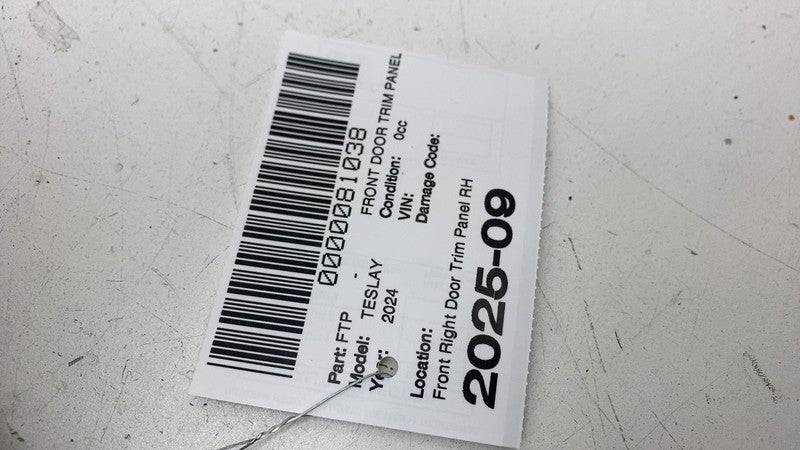 0000081038
Part: FTP - FRONT DOOR TRIM PANEL
Model: TESLAY Condition: 0cc
Year: 2024 VIN:
Damage Code:
Location:
Front Right Door Trim Panel RH
2025-09